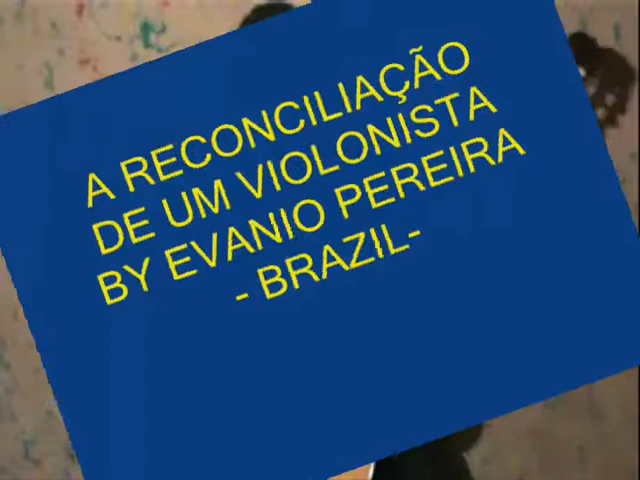 A RECONCILIAÇÃO
DE UM VIOLONISTA
BY EVANIO PEREIRA
- BRAZIL-